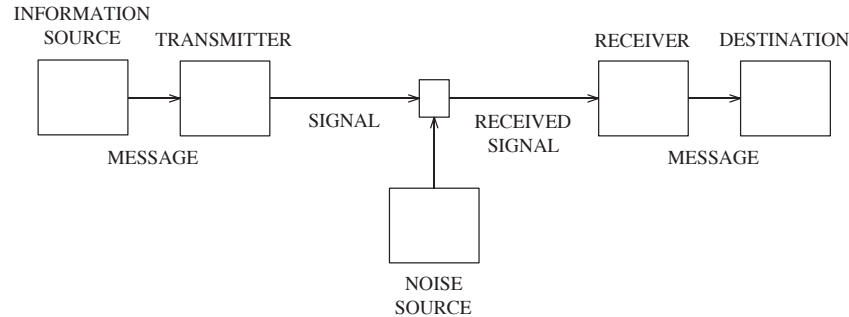 INFORMATION
SOURCE
TRANSMITTER
RECEIVER
DESTINATION
MESSAGE
SIGNAL
RECEIVED
SIGNAL
MESSAGE
NOISE
SOURCE